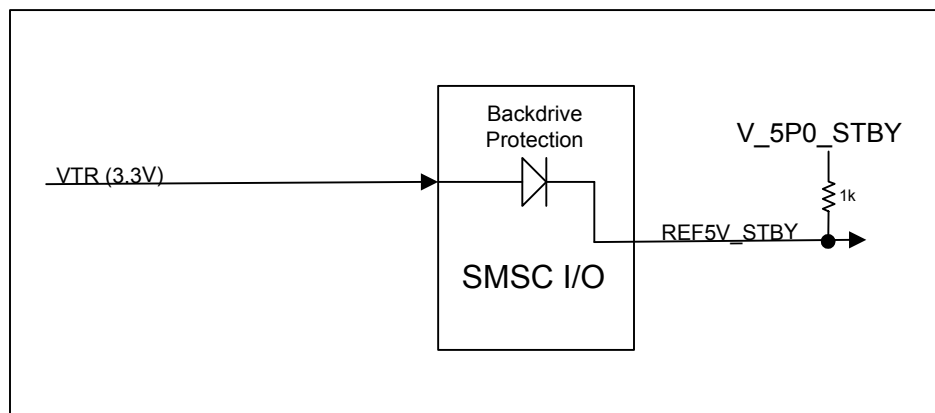 Backdrive
Protection
V_5P0_STBY
VTR (3.3V)
1k
REF5V_STBY
SMSC I/O